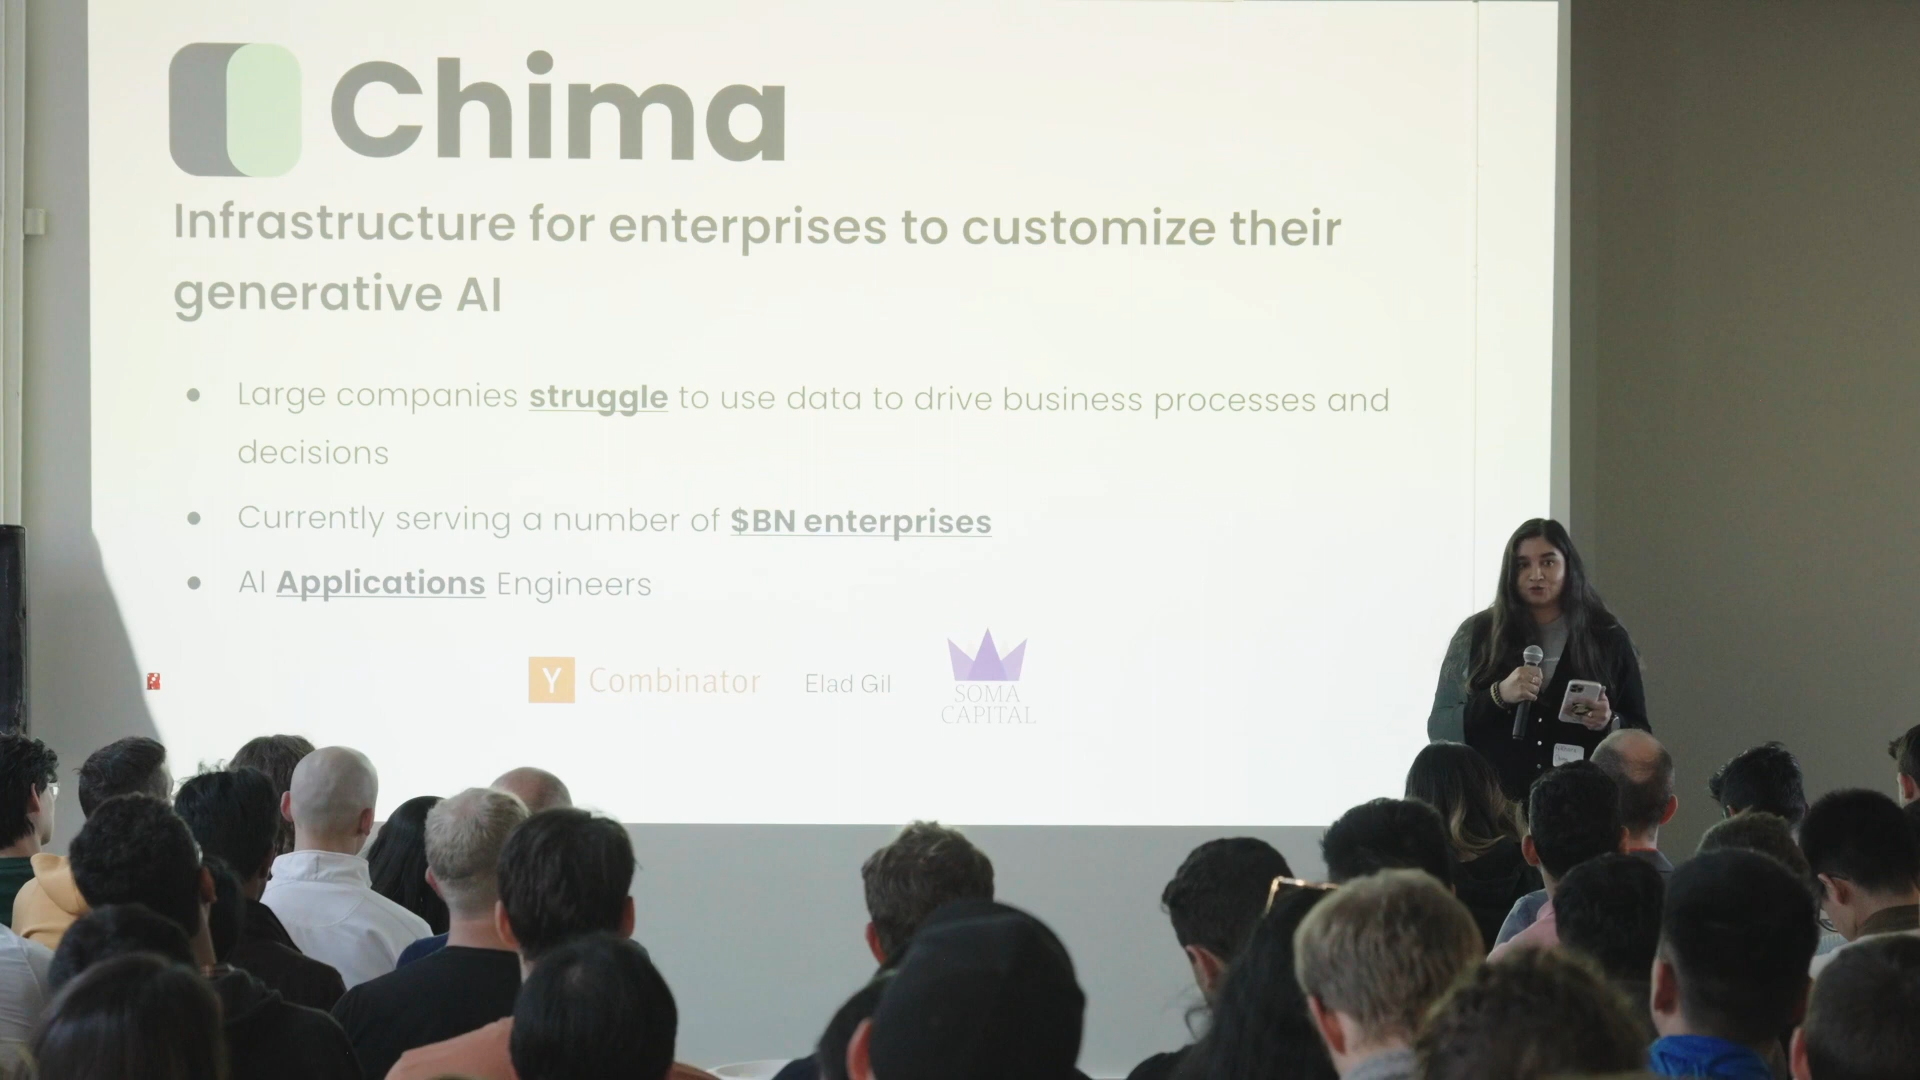 Chima
Infrastructure for enterprises to customize their
generative AI
● Large companies struggle to use data to drive business processes and
decisions
● Currently serving a number of $BN enterprises
● AI Applications Engineers
Y Combinator
Elad Gil
SOMA
CAPITAL